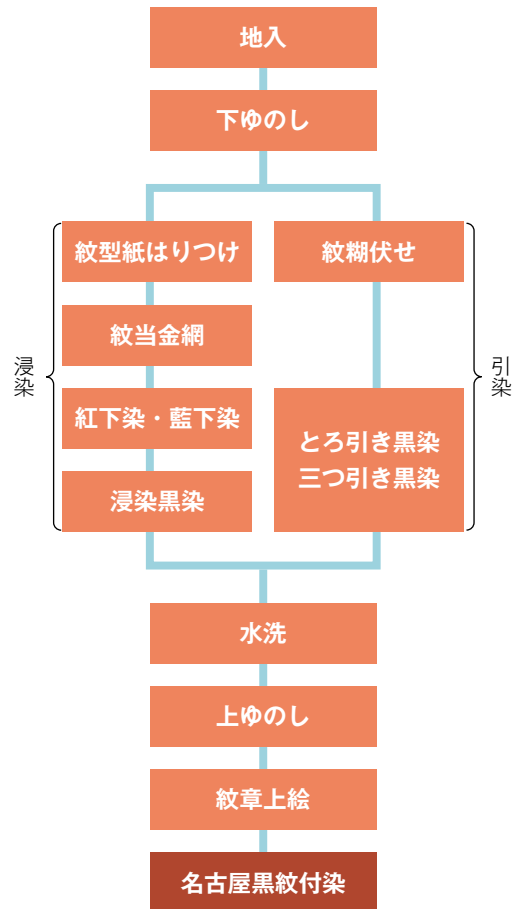 地入
下ゆのし
浸染
紋型紙はりつけ
紋当金網
紅下染・藍下染
浸染黒染
紋糊伏せ
とろ引き黒染
三つ引き黒染
引染
水洗
上ゆのし
紋章上絵
名古屋黒紋付染